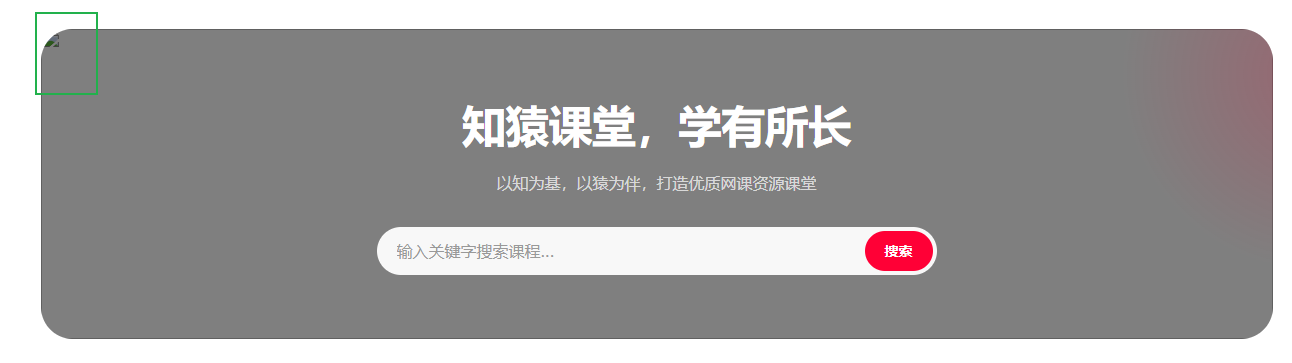 知猿课堂，学有所长
以知为基，以猿为伴，打造优质网课资源课堂
输入关键字搜索课程...
搜索